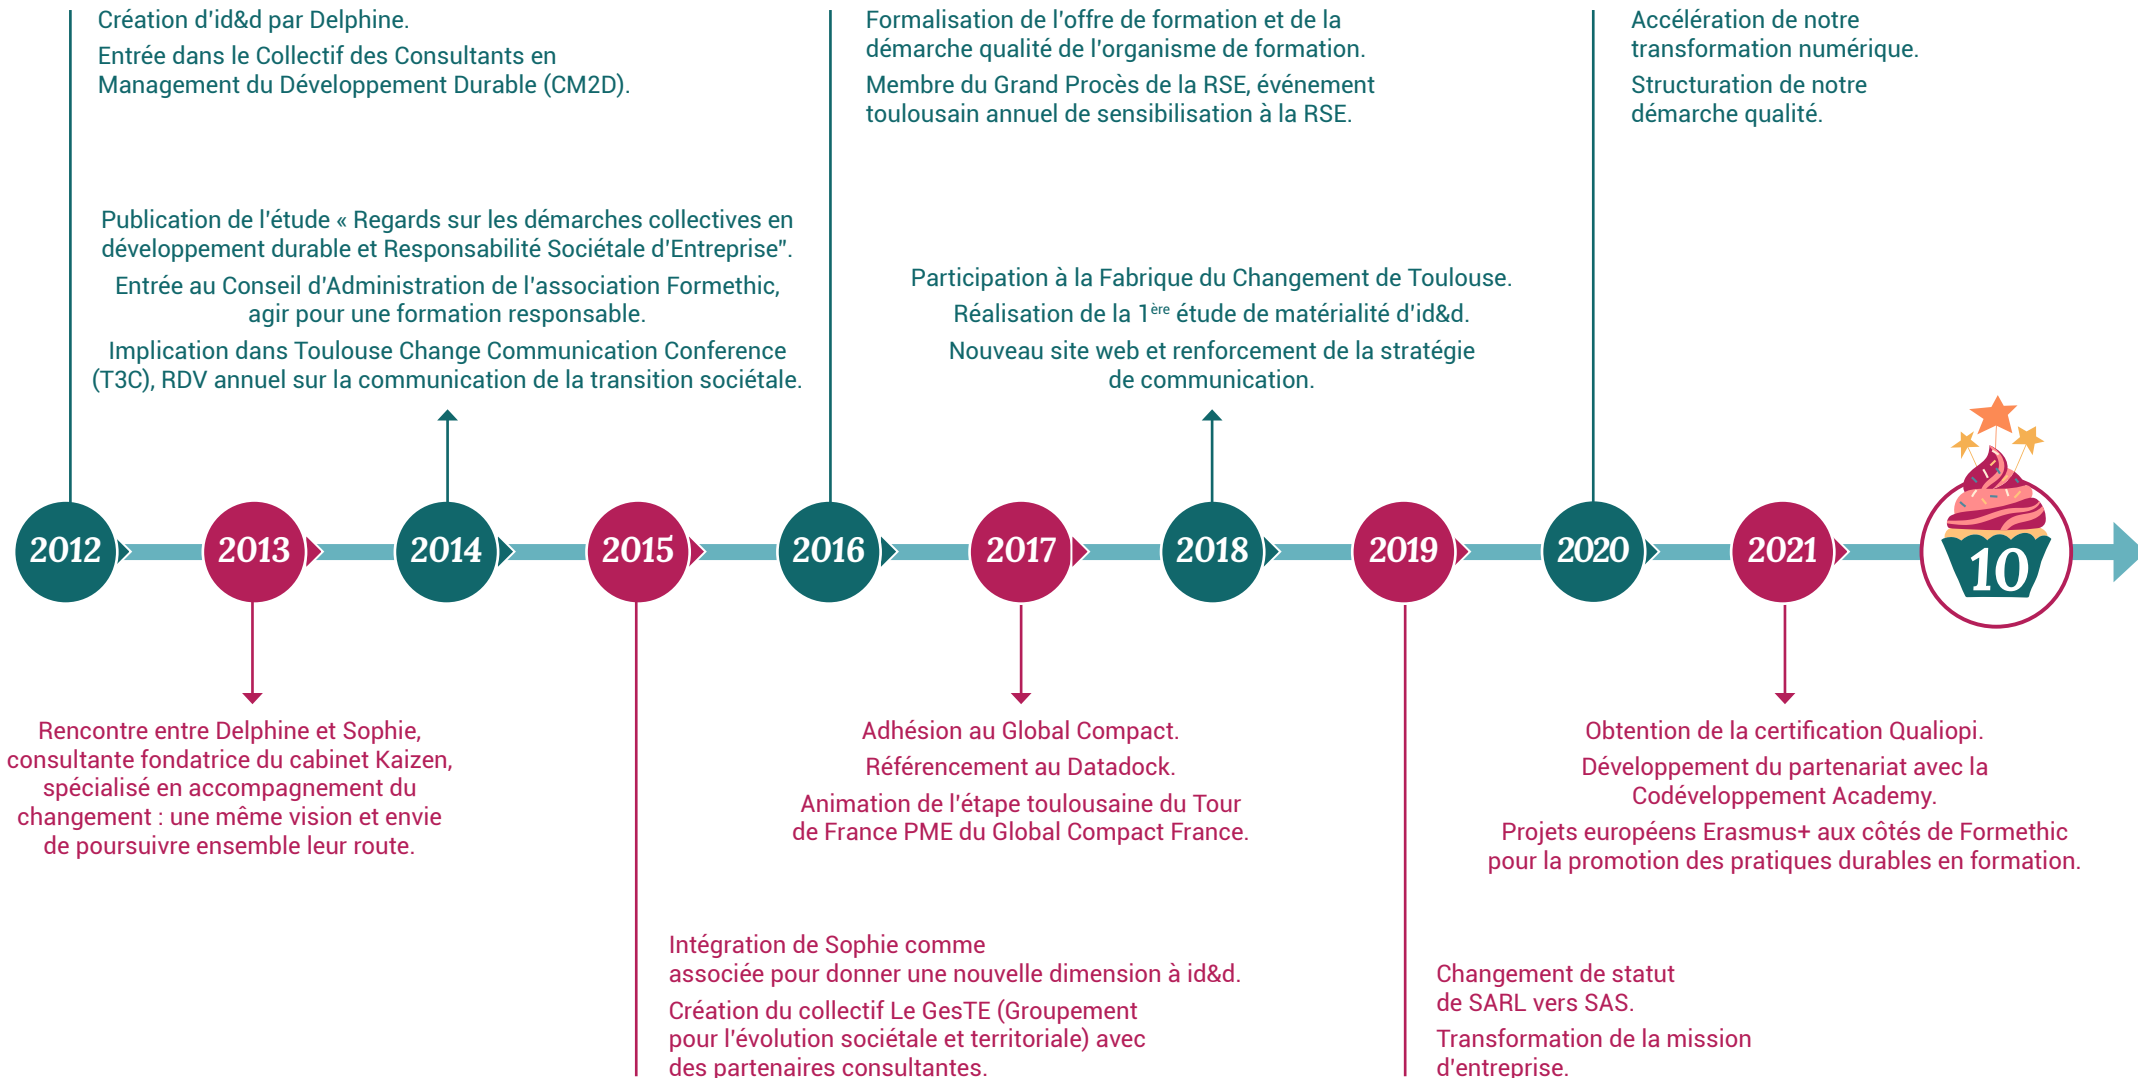 Création d'id&d par Delphine.
Entrée dans le Collectif des Consultants en
Management du Développement Durable (CM2D).
Formalisation de l'offre de formation et de la
démarche qualité de l'organisme de formation.
Membre du Grand Procès de la RSE, événement
toulousain annuel de sensibilisation à la RSE.
Accélération de notre
transformation numérique.
Structuration de notre
démarche qualité.
Publication de l'étude « Regards sur les démarches collectives en
développement durable et Responsabilité Sociétale d'Entreprise".
Entrée au Conseil d'Administration de l'association Formethic,
agir pour une formation responsable.
Implication dans Toulouse Change Communication Conference
(T3C), RDV annuel sur la communication de la transition sociétale.
Participation à la Fabrique du Changement de Toulouse.
Réalisation de la 1ère étude de matérialité d'id&d.
Nouveau site web et renforcement de la stratégie
de communication.
2012
2013
2014
2015
2016
2017
2018
2019
2020
2021
10
Rencontre entre Delphine et Sophie,
consultante fondatrice du cabinet Kaizen,
spécialisé en accompagnement du
changement : une même vision et envie
de poursuivre ensemble leur route.
Adhésion au Global Compact.
Référencement au Datadock.
Animation de l'étape toulousaine du Tour
de France PME du Global Compact France.
Obtention de la certification Qualiopi.
Développement du partenariat avec la
Codéveloppement Academy.
Projets européens Erasmus+ aux côtés de Formethic
pour la promotion des pratiques durables en formation.
Intégration de Sophie comme
associée pour donner une nouvelle dimension à id&d.
Création du collectif Le GesTE (Groupement
pour l'évolution sociétale et territoriale) avec
des partenaires consultantes.
Changement de statut
de SARL vers SAS.
Transformation de la mission
d'entreprise.